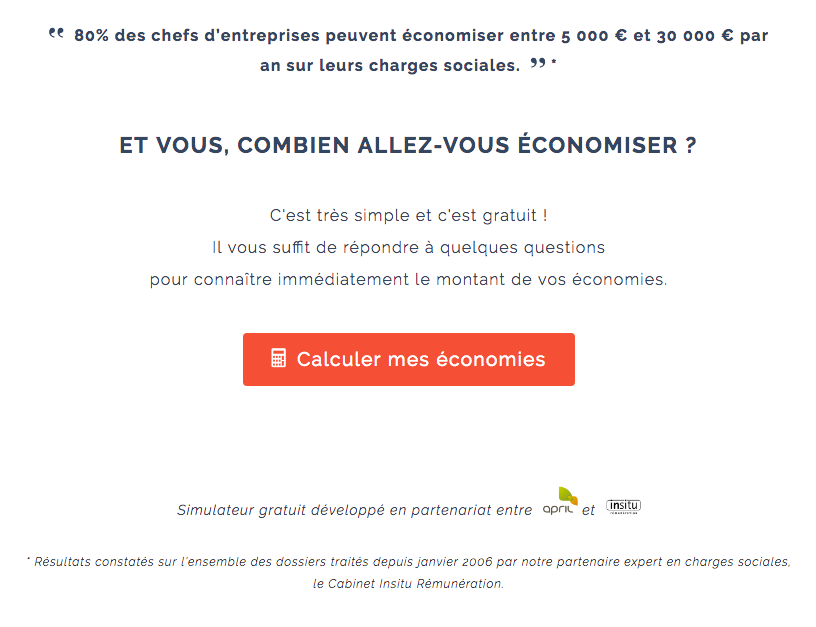 “ 80% des chefs d'entreprises peuvent économiser entre 5 000 € et 30 000 € par
an sur leurs charges sociales. ” *
ET VOUS, COMBIEN ALLEZ-VOUS ÉCONOMISER ?
C'est très simple et c'est gratuit !
Il vous suffit de répondre à quelques questions
pour connaître immédiatement le montant de vos économies.
Calculer mes économies
Simulateur gratuit développé en partenariat entre april et insitu
rémunération
* Résultats constatés sur l'ensemble des dossiers traités depuis janvier 2006 par notre partenaire expert en charges sociales,
le Cabinet Insitu Rémunération.